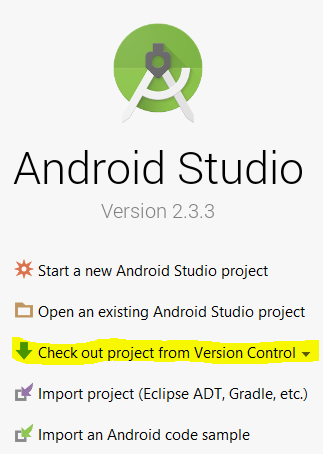 Android Studio
Version 2.3.3
Start a new Android Studio project
Open an existing Android Studio project
Check out project from Version Control
Import project (Eclipse ADT, Gradle, etc.)
Import an Android code sample